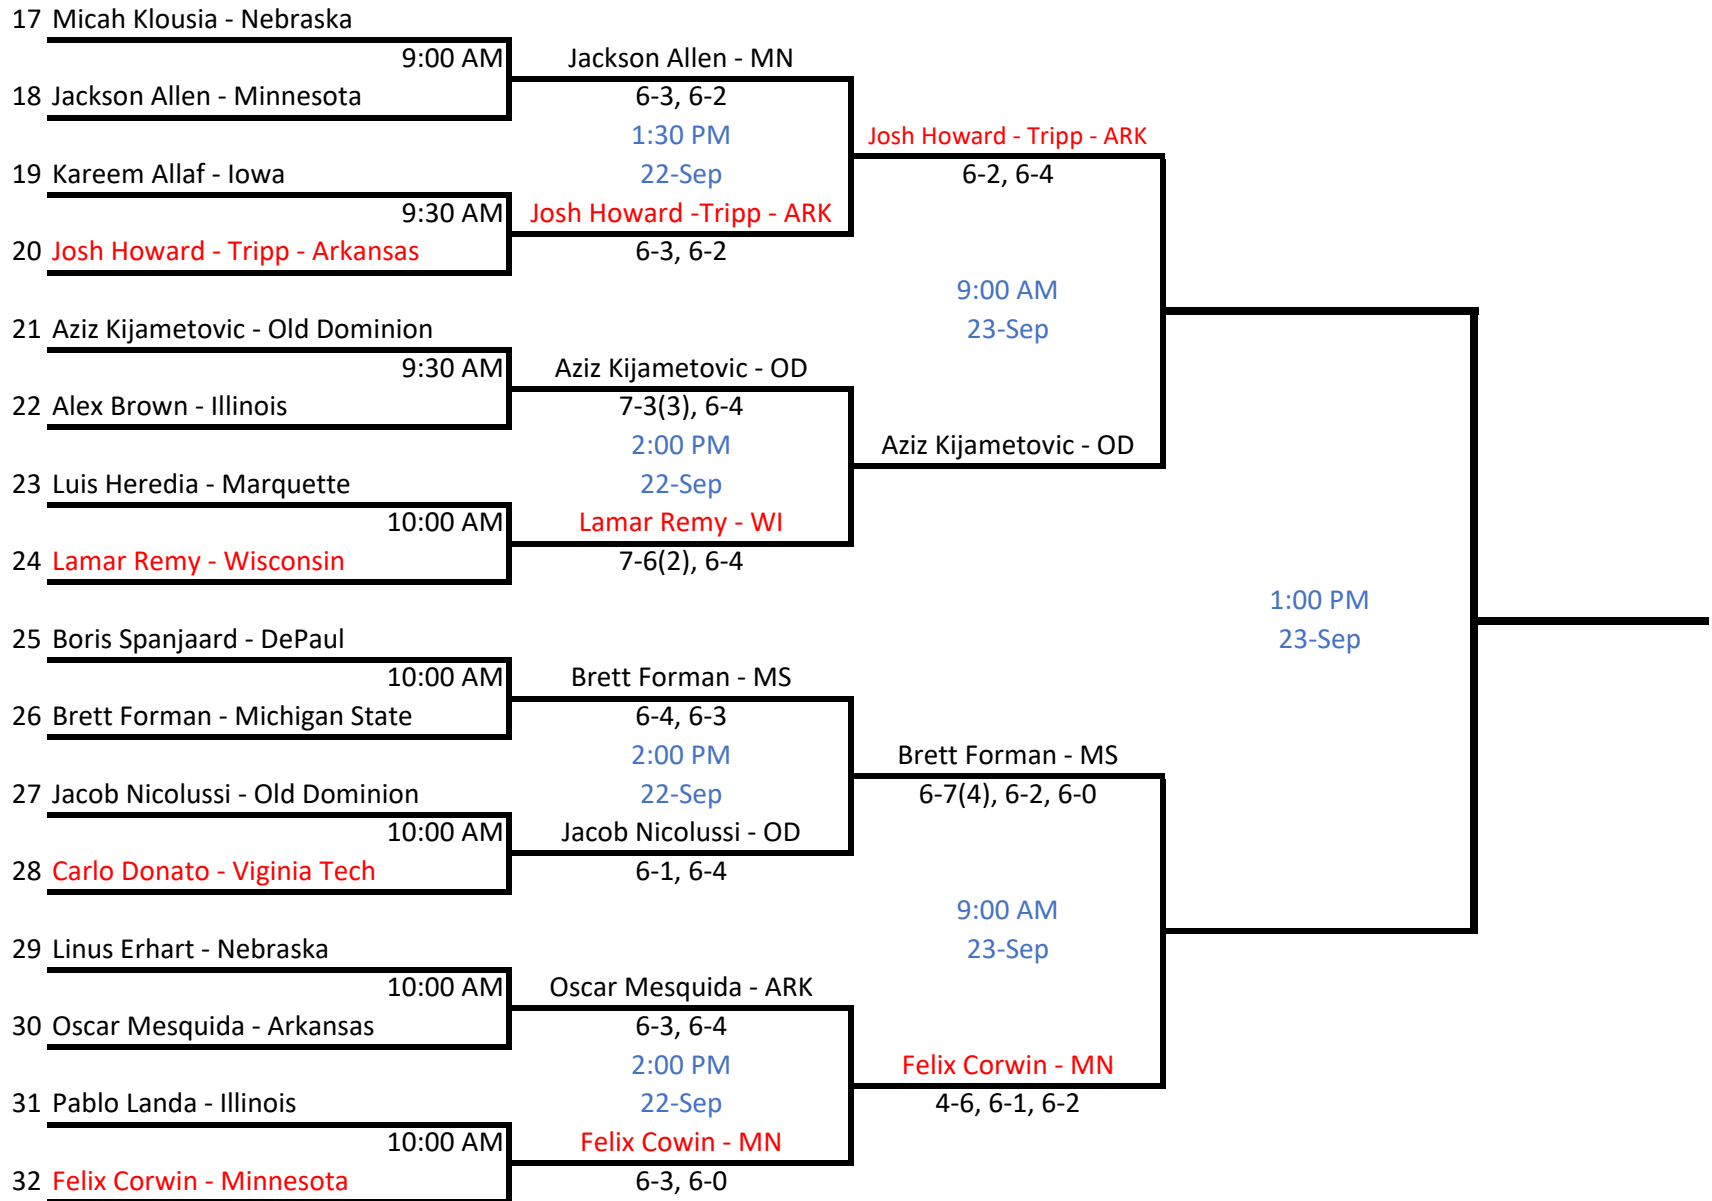 17 Micah Klousia - Nebraska
9:00 AM Jackson Allen - MN
18 Jackson Allen - Minnesota 6-3, 6-2
1:30 PM Josh Howard - Tripp - ARK
19 Kareem Allaf - Iowa 22-Sep 6-2, 6-4
9:30 AM Josh Howard -Tripp - ARK
20 Josh Howard - Tripp - Arkansas 6-3, 6-2
9:00 AM
21 Aziz Kijametovic - Old Dominion 23-Sep
9:30 AM Aziz Kijametovic - OD
22 Alex Brown - Illinois 7-3(3), 6-4
2:00 PM Aziz Kijametovic - OD
23 Luis Heredia - Marquette 22-Sep
10:00 AM Lamar Remy - WI
24 Lamar Remy - Wisconsin 7-6(2), 6-4
1:00 PM
25 Boris Spanjaard - DePaul 23-Sep
10:00 AM Brett Forman - MS
26 Brett Forman - Michigan State 6-4, 6-3
2:00 PM Brett Forman - MS
27 Jacob Nicolussi - Old Dominion 22-Sep 6-7(4), 6-2, 6-0
10:00 AM Jacob Nicolussi - OD
28 Carlo Donato - Viginia Tech 6-1, 6-4
9:00 AM
29 Linus Erhart - Nebraska 23-Sep
10:00 AM Oscar Mesquida - ARK
30 Oscar Mesquida - Arkansas 6-3, 6-4
2:00 PM Felix Corwin - MN
31 Pablo Landa - Illinois 22-Sep 4-6, 6-1, 6-2
10:00 AM Felix Cowin - MN
32 Felix Corwin - Minnesota 6-3, 6-0